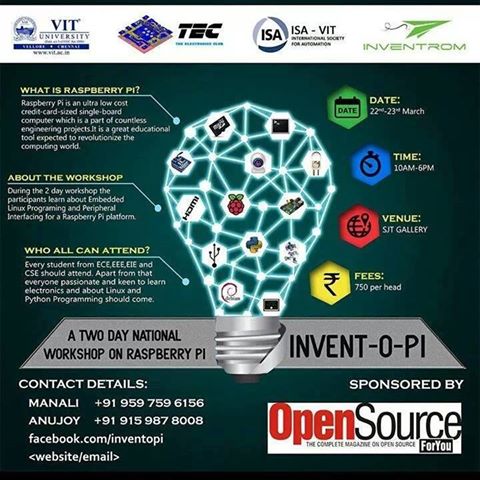 VIT
UNIVERSITY
VELLORE CHENNAI
www.vit.ac.in
TEC
THE ELECTRONICS CLUB
ISA
ISA - VIT
INTERNATIONAL SOCIETY
FOR AUTOMATION
INVENTROM
WHAT IS RASPBERRY PI?
Raspberry Pi is an ultra low cost
credit-card-sized single-board
computer which is a part of countless
engineering projects.It is a great educational
tool expected to revolutionize the
computing world.
ABOUT THE WORKSHOP
During the 2 day workshop the
participants learn about Embedded
Linux Programing and Peripheral
Interfacing for a Raspberry Pi platform.
WHO ALL CAN ATTEND?
Every student from ECE,EEE,EIE and
CSE should attend. Apart from that
everyone passionate and keen to learn
electronics and about Linux and
Python Programming should come.
HDMI
debian
DATE
DATE:
22nd-23rd March
TIME:
10AM-6PM
VENUE:
SJT GALLERY
₹
FEES:
750 per head
A TWO DAY NATIONAL
WORKSHOP ON RASPBERRY PI
INVENT-O-PI
CONTACT DETAILS:
MANALI +91 959 759 6156
ANUJOY +91 915 987 8008
facebook.com/inventopi
<website/email>
SPONSORED BY
OpenSource
THE COMPLETE MAGAZINE ON OPEN SOURCE
ForYou